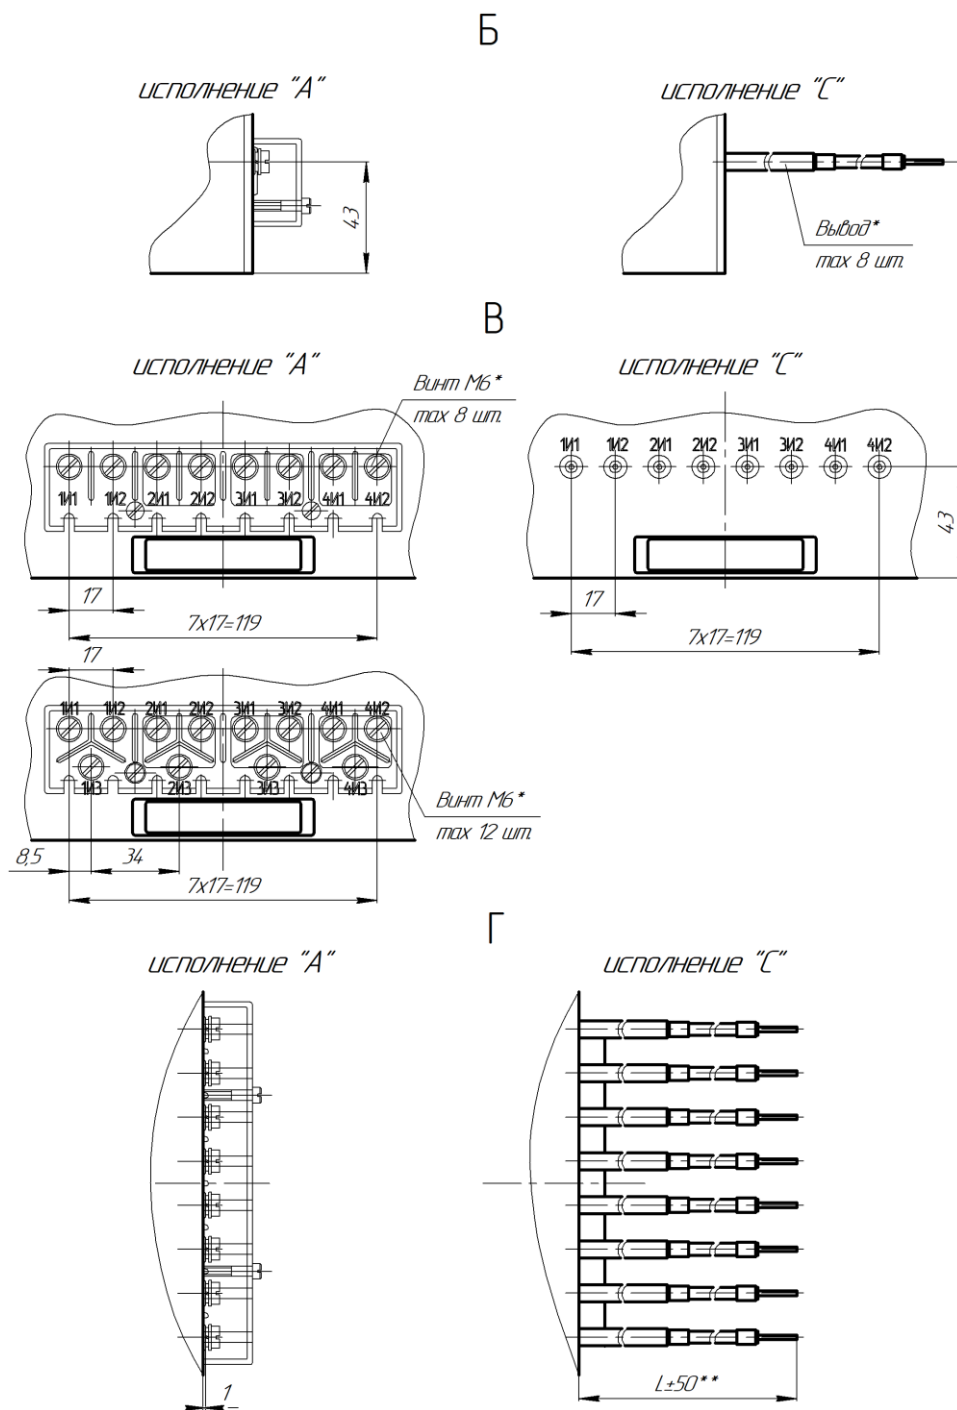 Б
исполнение "А"
исполнение "С"
43
Вывод*
max 8 шт.
В
исполнение "А"
исполнение "С"
Винт М6*
max 8 шт.
1И1 1И2 2И1 2И2 3И1 3И2 4И1 4И2
1И1 1И2 2И1 2И2 3И1 3И2 4И1 4И2
43
17
7x17=119
17
7x17=119
17
1И1 1И2 2И1 2И2 3И1 3И2 4И1 4И2
1И3 2И3 3И3 4И3
Винт М6*
max 12 шт.
8,5
34
7x17=119
Г
исполнение "А"
исполнение "С"
1
L±50**